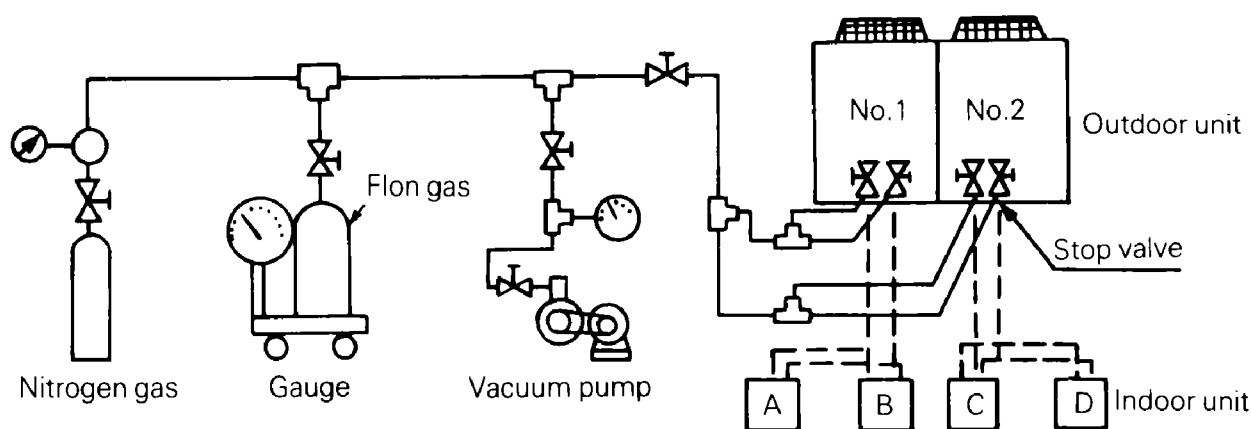 No.1
No.2
Outdoor unit
Flon gas
Stop valve
Nitrogen gas
Gauge
Vacuum pump
A
B
C
D
Indoor unit